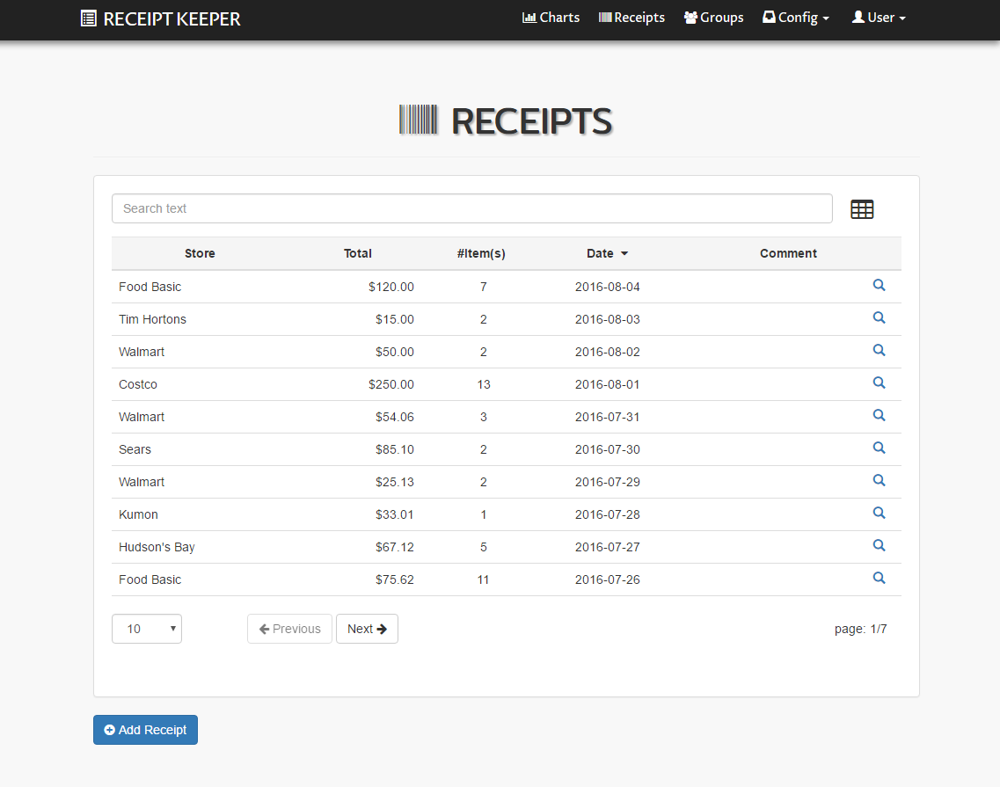 RECEIPT KEEPER Charts Receipts Groups Config User
RECEIPTS
Search text
Store Total #Item(s) Date Comment
Food Basic $120.00 7 2016-08-04
Tim Hortons $15.00 2 2016-08-03
Walmart $50.00 2 2016-08-02
Costco $250.00 13 2016-08-01
Walmart $54.06 3 2016-07-31
Sears $85.10 2 2016-07-30
Walmart $25.13 2 2016-07-29
Kumon $33.01 1 2016-07-28
Hudson's Bay $67.12 5 2016-07-27
Food Basic $75.62 11 2016-07-26
10 Previous Next page: 1/7
Add Receipt